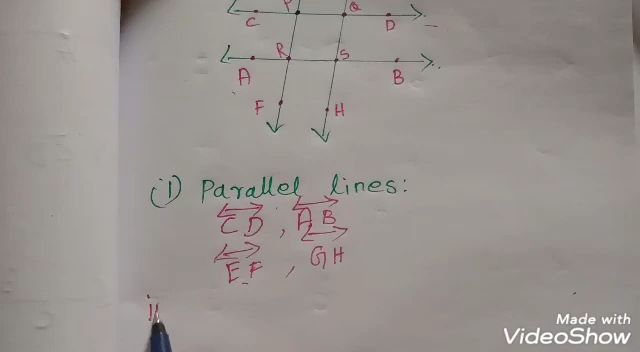 P Q
C D
R S
A B
F H
(i) Parallel lines:
CD, AB
EF, GH
i
Made with
VideoShow